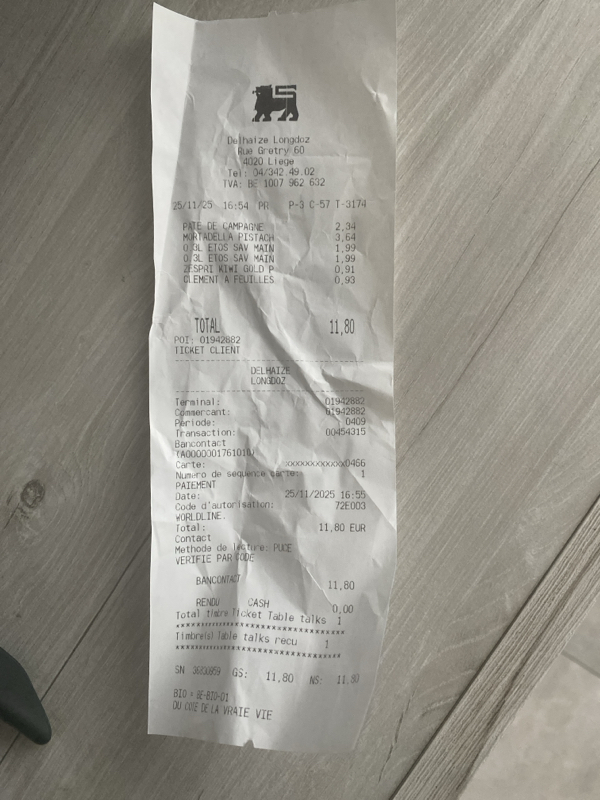 Delhaize Longdoz
Rue Gretry 60
4020 Liege
Tel: 04/342.49.02
TVA: BE 1007 962 632
25/11/25 16:54 PR P-3 C-57 T-3174
PATE DE CAMPAGNE 2,34
MORTADELLA PISTACH 3,64
0.3L ETOS SAV MAIN 1,99
0.3L ETOS SAV MAIN 1,99
ZESPRI KIWI GOLD P 0,91
CLEMENT A FEUILLES 0,93
TOTAL 11,80
POI: 01942882
TICKET CLIENT
DELHAIZE
LONGDOZ
Terminal: 01942882
Commercant: 01942882
Periode: 0409
Transaction: 00454315
Bancontact
(A0000001761010)
Carte: xxxxxxxxxxxxx0466
Numero de sequence carte: 1
PAIEMENT
Date: 25/11/2025 16:55
Code d'autorisation: 72E003
WORLDLINE.
Total: 11,80 EUR
Contact
Methode de lecture: PUCE
VERIFIE PAR CODE
BANCONTACT 11,80
RENDU CASH 0,00
Total timbre Ticket Table talks 1
************************************
Timbre(s) Table talks recu 1
************************************
SN GS: 11,80 NS: 11,80
BIO = BE-BIO-01
DU COTE DE LA VRAIE VIE